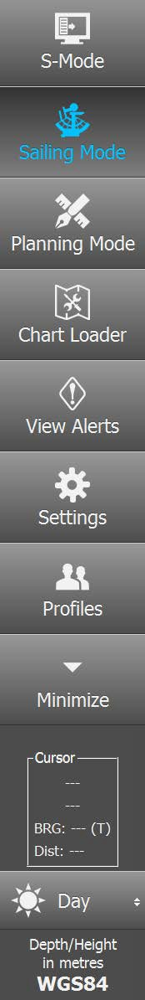 S-Mode
Sailing Mode
Planning Mode
Chart Loader
View Alerts
Settings
Profiles
Minimize
Cursor
---
---
BRG: --- (T)
Dist: ---
Day
Depth/Height
in metres
WGS84